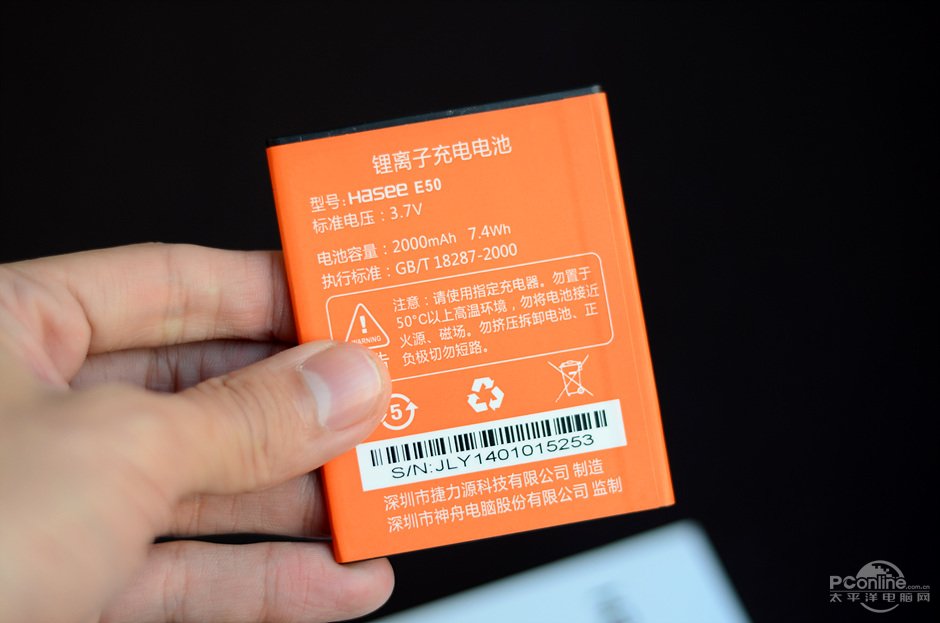 锂离子充电电池
型号:Hasee E50
标准电压：3.7V
电池容量：2000mAh 7.4Wh
执行标准：GB/T 18287-2000
注意：请使用指定充电器。勿置于
50°C以上高温环境，勿将电池接近
火源、磁场。勿挤压拆卸电池、正
负极切勿短路。
WARNING
告
5
S/N:JLY1401015253
深圳市捷力源科技有限公司 制造
深圳市神舟电脑股份有限公司 监制
PConline.com.cn
太平洋电脑网